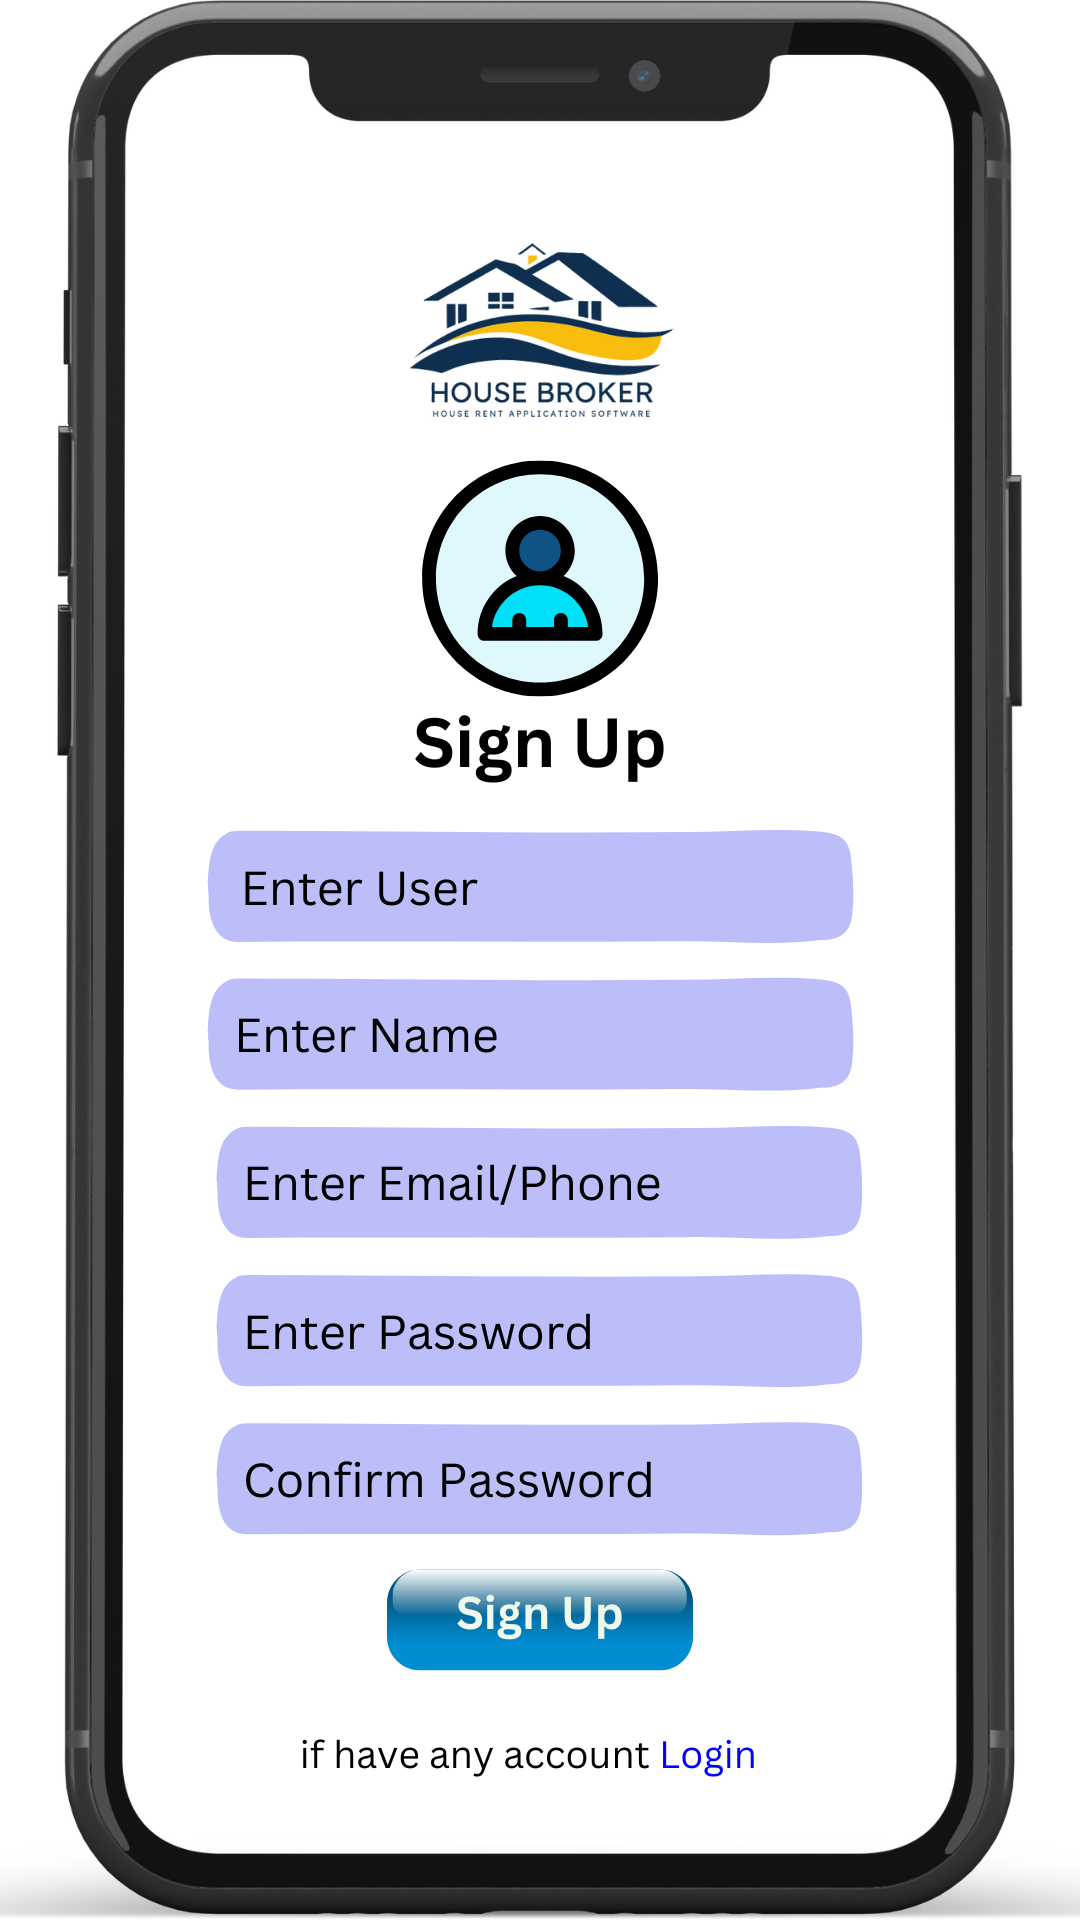 HOUSE BROKER
HOUSE RENT APPLICATION SOFTWARE
Sign Up
Enter User
Enter Name
Enter Email/Phone
Enter Password
Confirm Password
Sign Up
if have any account Login